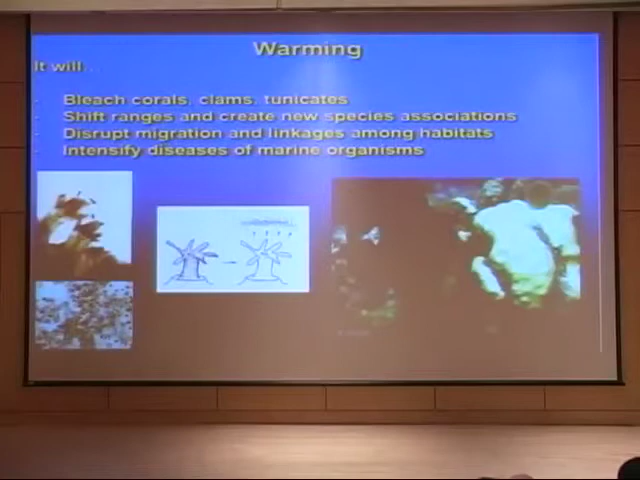 Warming
It will...
Bleach corals, clams, tunicates
Shift ranges and create new species associations
Disrupt migration and linkages among habitats
Intensify diseases of marine organisms